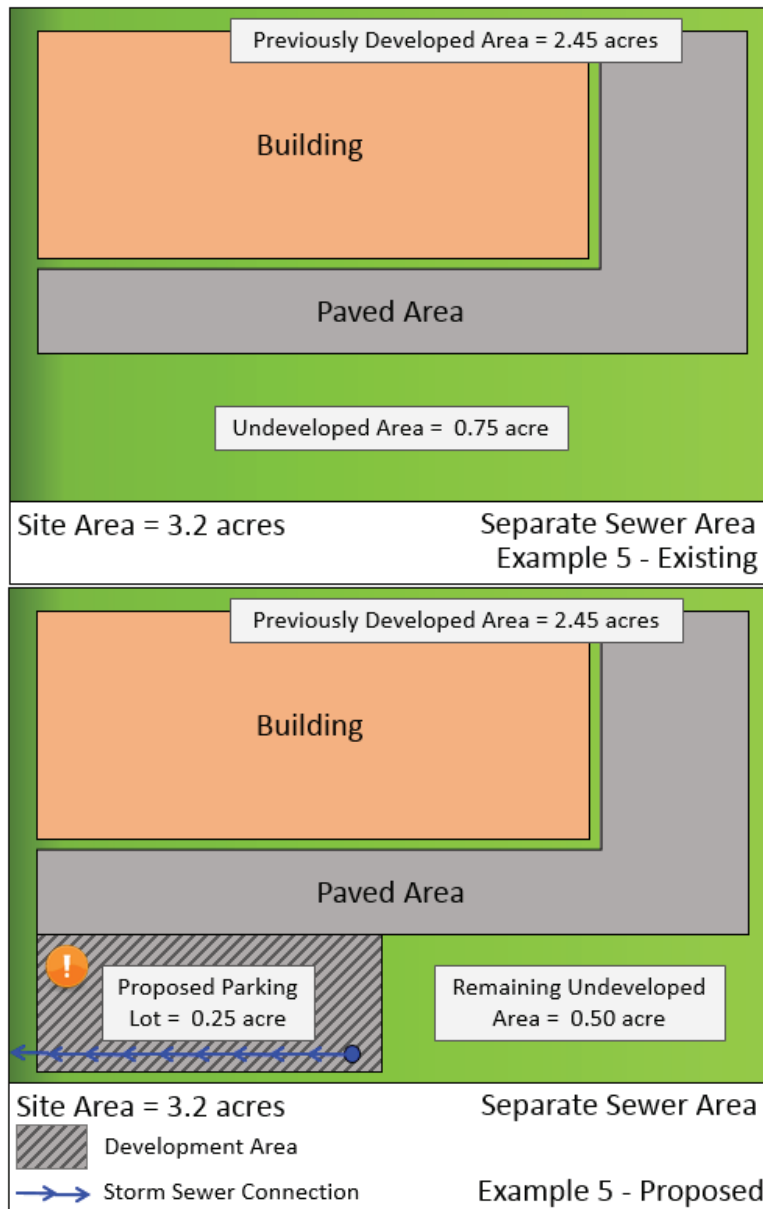 Previously Developed Area = 2.45 acres
Building
Paved Area
Undeveloped Area = 0.75 acre
Site Area = 3.2 acres
Separate Sewer Area
Example 5 - Existing
Previously Developed Area = 2.45 acres
Building
Paved Area
!
Proposed Parking
Lot = 0.25 acre
Remaining Undeveloped
Area = 0.50 acre
Site Area = 3.2 acres
Separate Sewer Area
Development Area
Storm Sewer Connection
Example 5 - Proposed